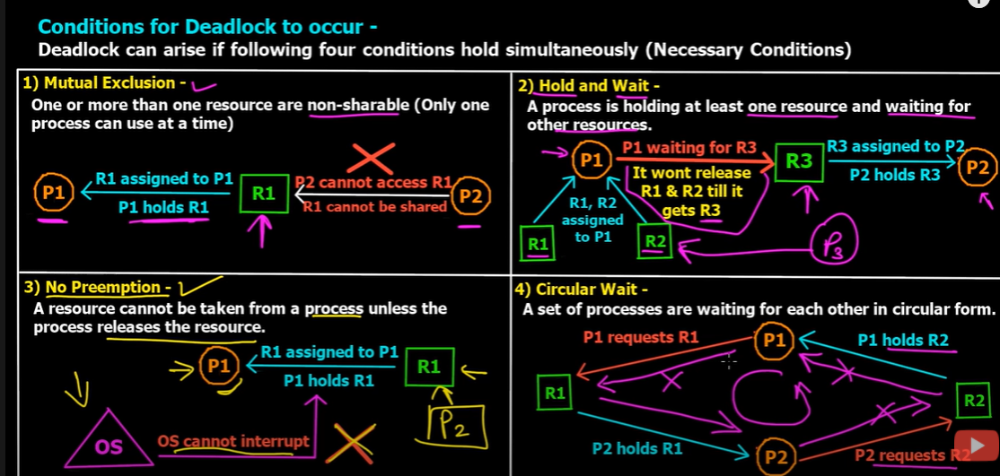 Conditions for Deadlock to occur -
Deadlock can arise if following four conditions hold simultaneously (Necessary Conditions)
1) Mutual Exclusion -
One or more than one resource are non-sharable (Only one
process can use at a time)
P1
R1 assigned to P1
P1 holds R1
R1
P2 cannot access R1
R1 cannot be shared
P2
2) Hold and Wait -
A process is holding at least one resource and waiting for
other resources.
P1
P1 waiting for R3
R3
R3 assigned to P2
P2 holds R3
P2
It wont release
R1 & R2 till it
gets R3
R1, R2
assigned
to P1
R1
R2
P3
3) No Preemption -
A resource cannot be taken from a process unless the
process releases the resource.
P1
R1 assigned to P1
P1 holds R1
R1
P2
OS
OS cannot interrupt
4) Circular Wait -
A set of processes are waiting for each other in circular form.
P1 requests R1
P1
P1 holds R2
R1
R2
P2 holds R1
P2
P2 requests R2